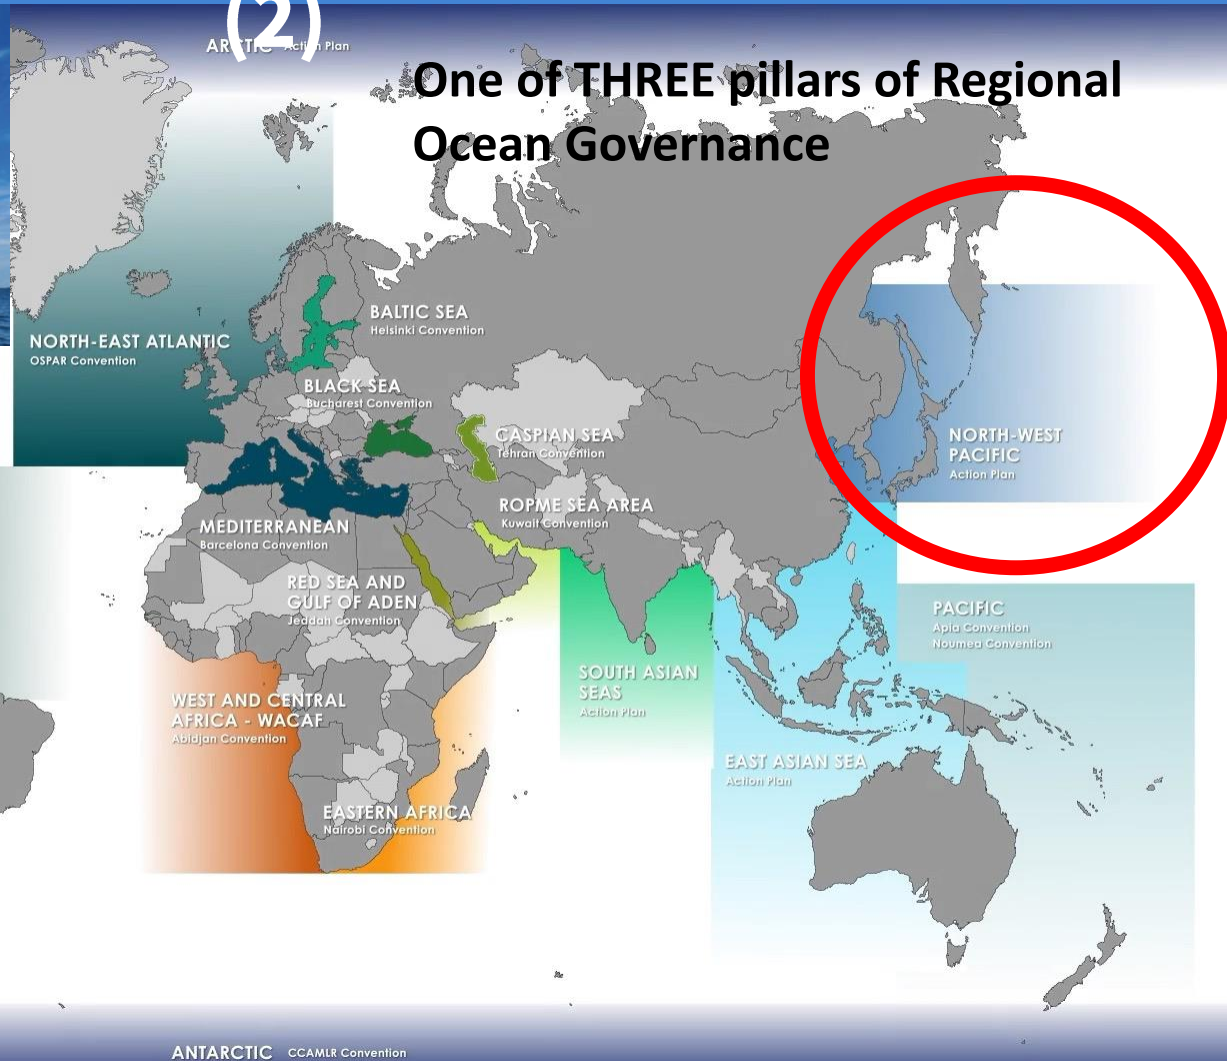 (2)
ARCTIC Action Plan
One of THREE pillars of Regional
Ocean Governance
BALTIC SEA
Helsinki Convention
NORTH-EAST ATLANTIC
OSPAR Convention
BLACK SEA
Bucharest Convention
CASPIAN SEA
Tehran Convention
NORTH-WEST
PACIFIC
Action Plan
ROPME SEA AREA
Kuwait Convention
MEDITERRANEAN
Barcelona Convention
RED SEA AND
GULF OF ADEN
Jeddah Convention
PACIFIC
Apia Convention
Noumea Convention
SOUTH ASIAN
SEAS
Action Plan
WEST AND CENTRAL
AFRICA - WACAF
Abidjan Convention
EAST ASIAN SEA
Action Plan
EASTERN AFRICA
Nairobi Convention
ANTARCTIC CCAMLR Convention